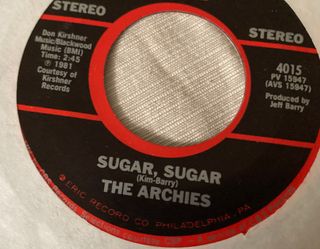 STEREO
STEREO
Don Kirshner
Music/Blackwood
Music (BMI)
Time: 2:45
℗ 1981
Courtesy of
Kirshner
Records
4015
PV 15947
(AVS 15947)
Produced by
Jeff Barry
SUGAR, SUGAR
(Kim-Barry)
THE ARCHIES
ERIC RECORD CO PHILADELPHIA, PA